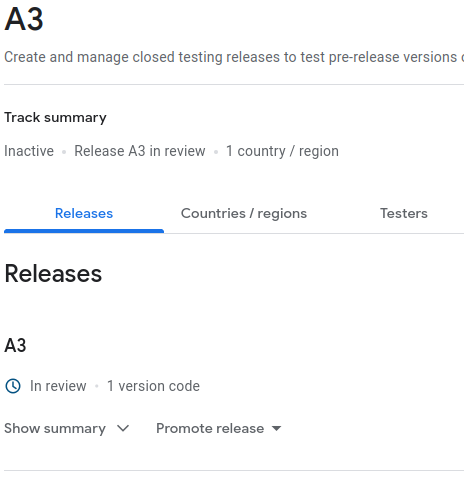 A3
Create and manage closed testing releases to test pre-release versions
Track summary
Inactive • Release A3 in review • 1 country / region
Releases Countries / regions Testers
Releases
A3
In review • 1 version code
Show summary Promote release